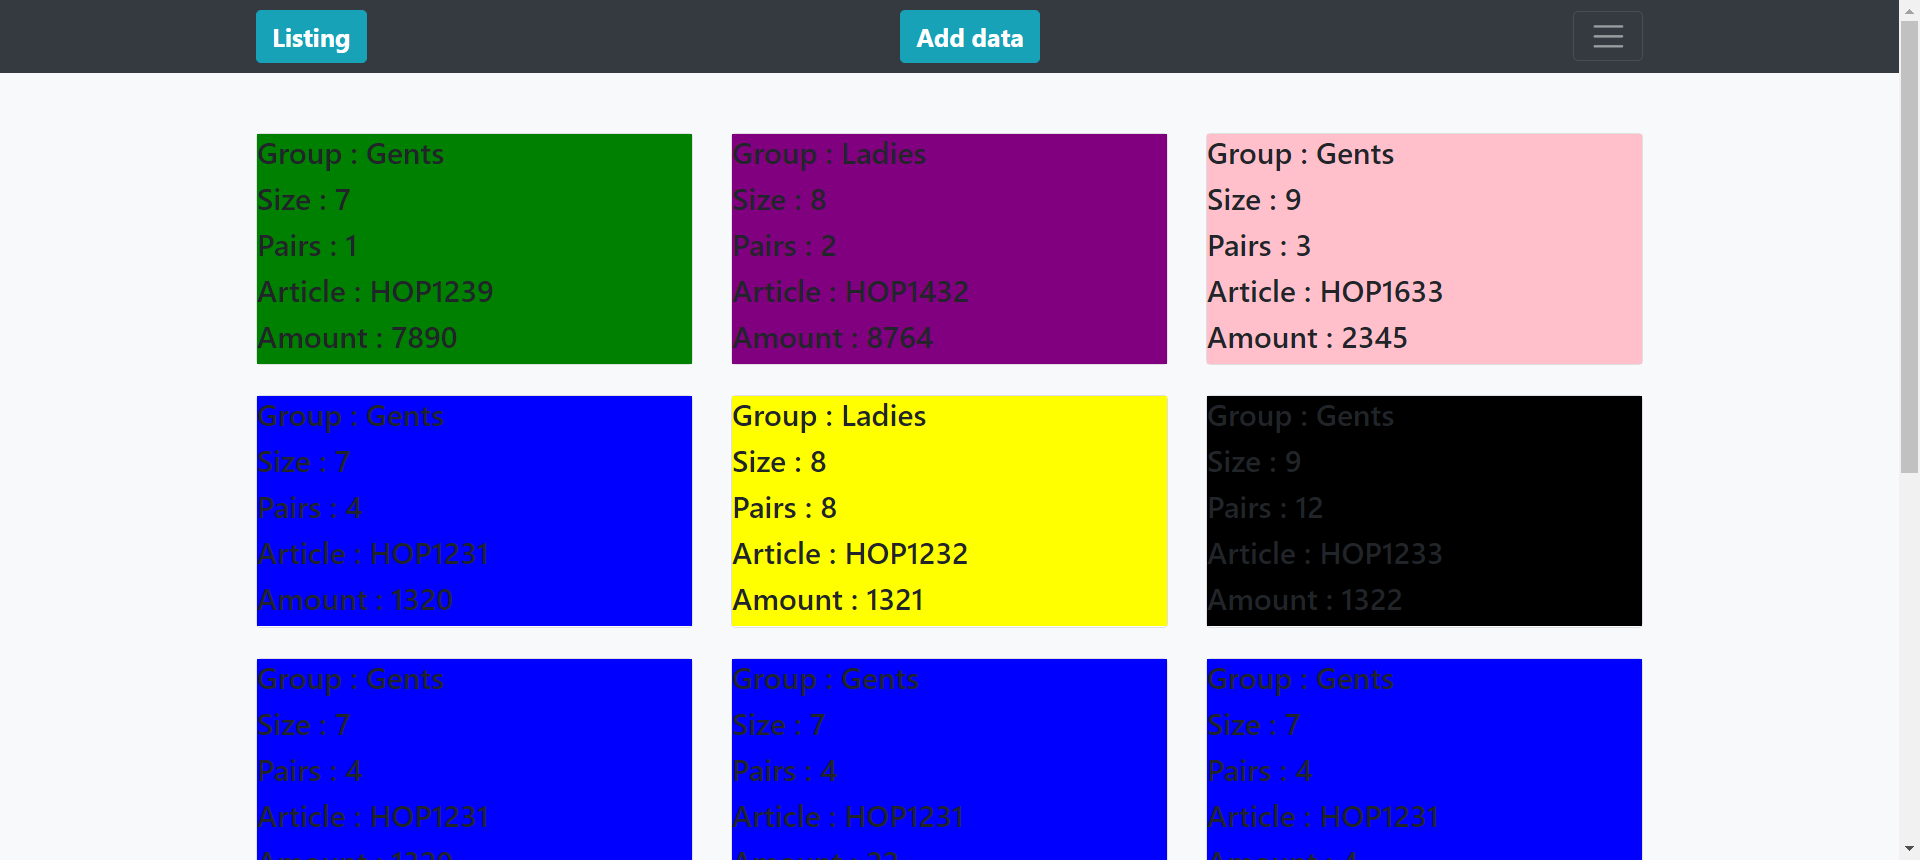 Listing
Add data
Group : Gents
Size : 7
Pairs : 1
Article : HOP1239
Amount : 7890
Group : Ladies
Size : 8
Pairs : 2
Article : HOP1432
Amount : 8764
Group : Gents
Size : 9
Pairs : 3
Article : HOP1633
Amount : 2345
Group : Gents
Size : 7
Pairs : 4
Article : HOP1231
Amount : 1320
Group : Ladies
Size : 8
Pairs : 8
Article : HOP1232
Amount : 1321
Group : Gents
Size : 9
Pairs : 12
Article : HOP1233
Amount : 1322
Group : Gents
Size : 7
Pairs : 4
Article : HOP1231
Amount :
Group : Gents
Size : 7
Pairs : 4
Article : HOP1231
Amount :
Group : Gents
Size : 7
Pairs : 4
Article : HOP1231
Amount :